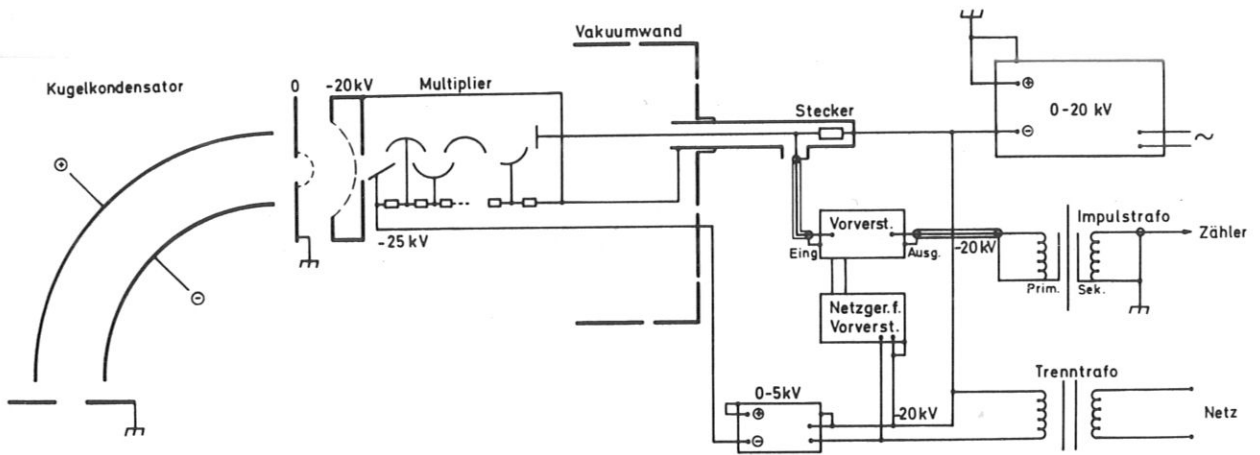 Vakuumwand
Kugelkondensator
0
-20kV
Multiplier
Stecker
⊕
0-20 kV
⊖
~
⊕
-25 kV
Vorverst.
Eing.
Ausg.
-20kV
Impulstrafo
Zähler
Prim.
Sek.
⊖
Netzger.f.
Vorverst.
Trenntrafo
0-5kV
⊕
⊖
-20kV
Netz